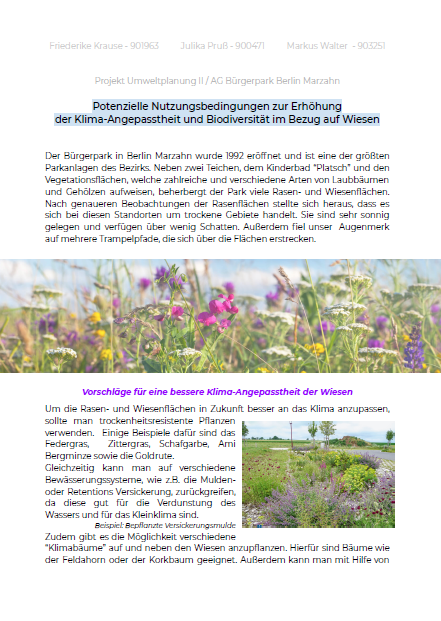 Friederike Krause - 901963 Julika Pruß - 900471 Markus Walter - 903251
Projekt Umweltplanung II / AG Bürgerpark Berlin Marzahn
Potenzielle Nutzungsbedingungen zur Erhöhung
der Klima-Angepasstheit und Biodiversität im Bezug auf Wiesen
Der Bürgerpark in Berlin Marzahn wurde 1992 eröffnet und ist eine der größten
Parkanlagen des Bezirks. Neben zwei Teichen, dem Kinderbad “Platsch” und den
Vegetationsflächen, welche zahlreiche und verschiedene Arten von Laubbäumen
und Gehölzen aufweisen, beherbergt der Park viele Rasen- und Wiesenflächen.
Nach genaueren Beobachtungen der Rasenflächen stellte sich heraus, dass es
sich bei diesen Standorten um trockene Gebiete handelt. Sie sind sehr sonnig
gelegen und verfügen über wenig Schatten. Außerdem fiel unser Augenmerk
auf mehrere Trampelpfade, die sich über die Flächen erstrecken.
Vorschläge für eine bessere Klima-Angepasstheit der Wiesen
Um die Rasen- und Wiesenflächen in Zukunft besser an das Klima anzupassen,
sollte man trockenheitsresistente Pflanzen
verwenden. Einige Beispiele dafür sind das
Federgras, Zittergras, Schafgarbe, Ami
Bergminze sowie die Goldrute.
Gleichzeitig kann man auf verschiedene
Bewässerungssysteme, wie z.B. die Mulden-
oder Retentions Versickerung, zurückgreifen,
da diese gut für die Verdunstung des
Wassers und für das Kleinklima sind.
Beispiel: Bepflanzte Versickerungsmulde
Zudem gibt es die Möglichkeit verschiedene
“Klimabäume” auf und neben den Wiesen anzupflanzen. Hierfür sind Bäume wie
der Feldahorn oder der Korkbaum geeignet. Außerdem kann man mit Hilfe von